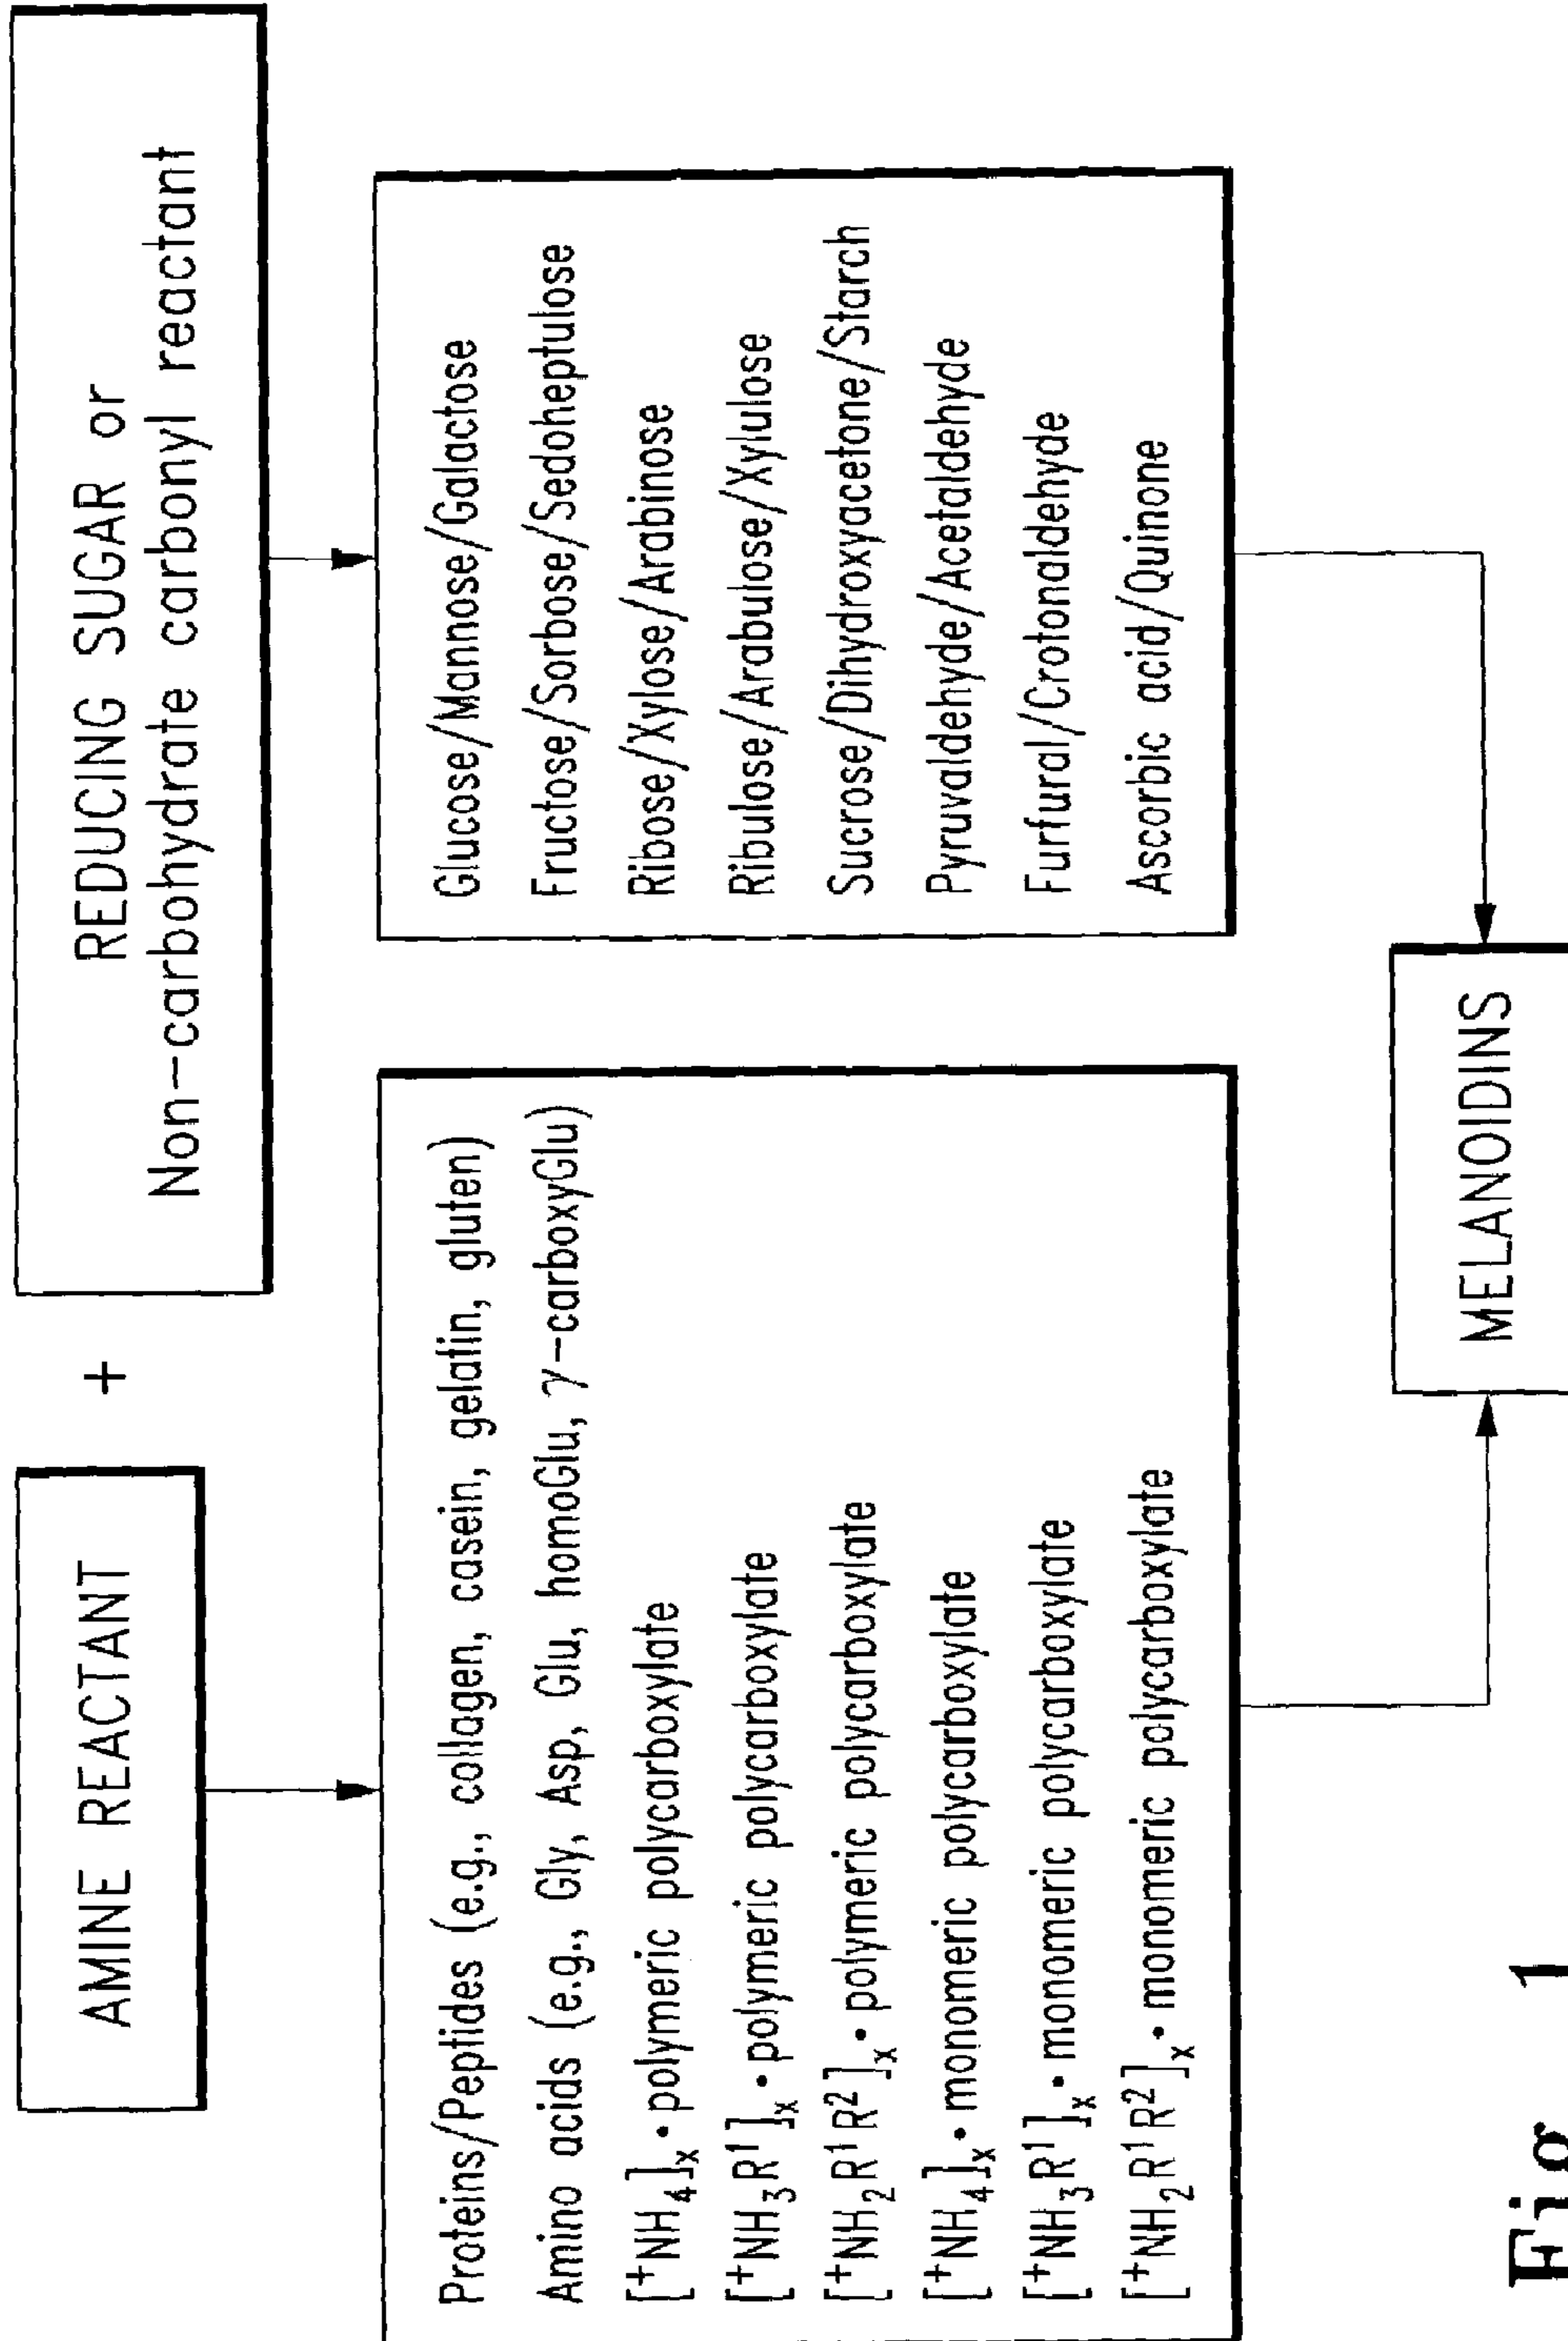 AMINE REACTANT
+
REDUCING SUGAR or
Non-carbohydrate carbonyl reactant
Proteins/Peptides (e.g., collagen, casein, gelatin, gluten)
Amino acids (e.g., Gly, Asp, Glu, homoGlu, γ-carboxyGlu)
[⁺NH₄]ₓ • polymeric polycarboxylate
[⁺NH₃R¹]ₓ • polymeric polycarboxylate
[⁺NH₂R¹R²]ₓ • polymeric polycarboxylate
[⁺NH₄]ₓ • monomeric polycarboxylate
[⁺NH₃R¹]ₓ • monomeric polycarboxylate
[⁺NH₂R¹R²]ₓ • monomeric polycarboxylate
Glucose/Mannose/Galactose
Fructose/Sorbose/Sedoheptulose
Ribose/Xylose/Arabinose
Ribulose/Arabulose/Xylulose
Sucrose/Dihydroxyacetone/Starch
Pyruvaldehyde/Acetaldehyde
Furfural/Crotonaldehyde
Ascorbic acid/Quinone
MELANOIDINS
Fig. 1